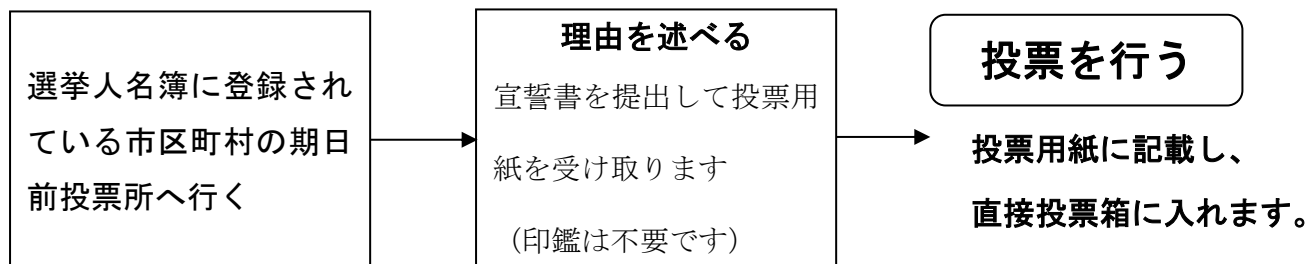 選挙人名簿に登録され
ている市区町村の期日
前投票所へ行く
理由を述べる
宣誓書を提出して投票用
紙を受け取ります
（印鑑は不要です）
投票を行う
投票用紙に記載し、
直接投票箱に入れます。